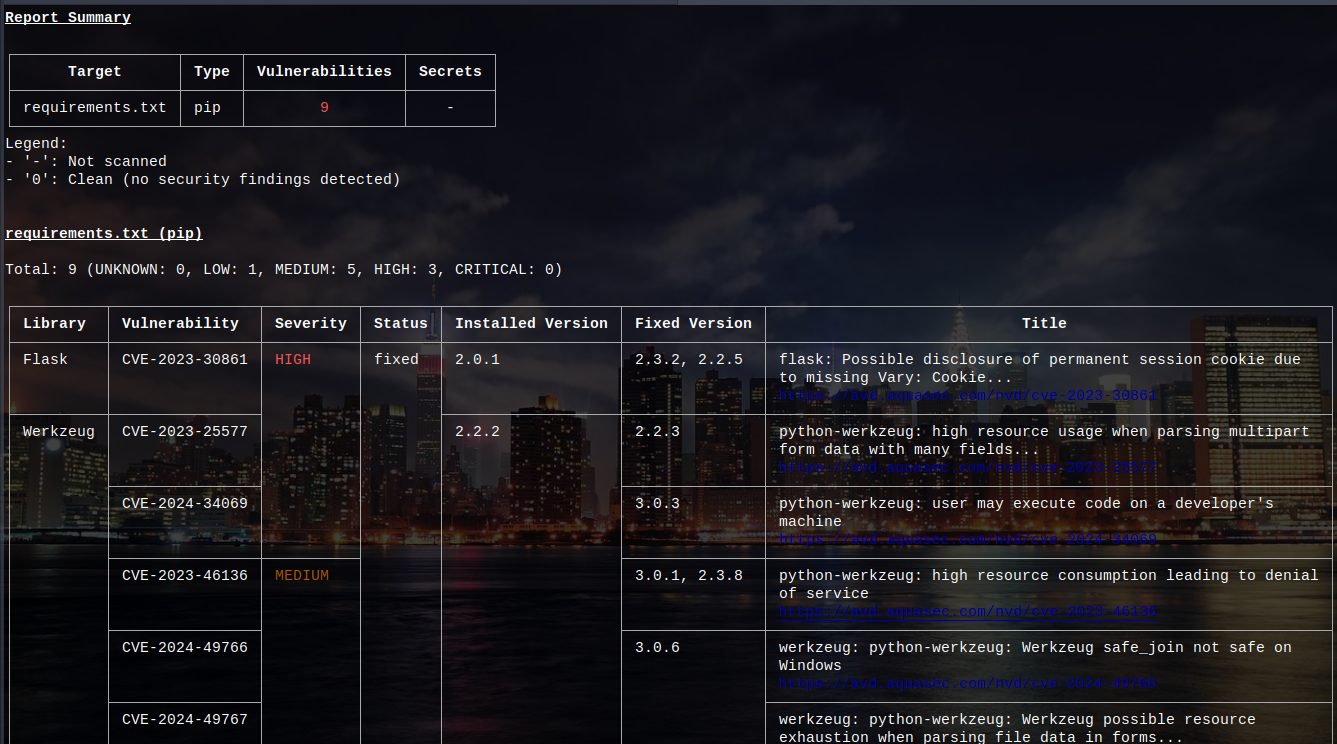 Report Summary
Target Type Vulnerabilities Secrets
requirements.txt pip 9 -
Legend:
- '-': Not scanned
- '0': Clean (no security findings detected)
requirements.txt (pip)
Total: 9 (UNKNOWN: 0, LOW: 1, MEDIUM: 5, HIGH: 3, CRITICAL: 0)
Library Vulnerability Severity Status Installed Version Fixed Version Title
Flask CVE-2023-30861 HIGH fixed 2.0.1 2.3.2, 2.2.5 flask: Possible disclosure of permanent session cookie due
to missing Vary: Cookie...
https://avd.aquasec.com/nvd/cve-2023-30861
Werkzeug CVE-2023-25577 2.2.2 2.2.3 python-werkzeug: high resource usage when parsing multipart
form data with many fields...
https://avd.aquasec.com/nvd/cve-2023-25577
CVE-2024-34069 3.0.3 python-werkzeug: user may execute code on a developer's
machine
https://avd.aquasec.com/nvd/cve-2024-34069
CVE-2023-46136 MEDIUM 3.0.1, 2.3.8 python-werkzeug: high resource consumption leading to denial
of service
https://avd.aquasec.com/nvd/cve-2023-46136
CVE-2024-49766 3.0.6 werkzeug: python-werkzeug: Werkzeug safe_join not safe on
Windows
https://avd.aquasec.com/nvd/cve-2024-49766
CVE-2024-49767 werkzeug: python-werkzeug: Werkzeug possible resource
exhaustion when parsing file data in forms...